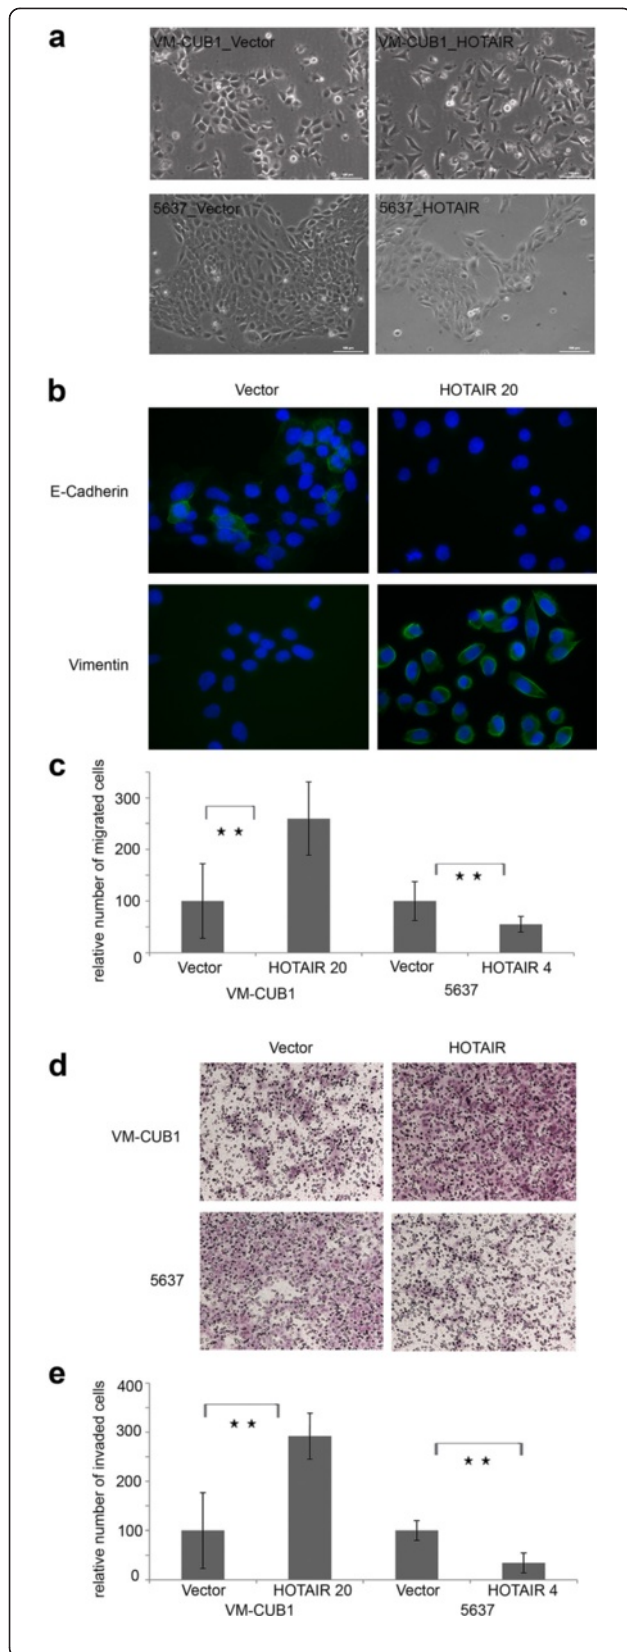 a
VM-CUB1_Vector
VM-CUB1_HOTAIR
5637_Vector
5637_HOTAIR
b
Vector
HOTAIR 20
E-Cadherin
Vimentin
c
relative number of migrated cells
300
200
100
0
Vector
HOTAIR 20
Vector
HOTAIR 4
VM-CUB1
5637
★ ★
★ ★
d
Vector
HOTAIR
VM-CUB1
5637
e
relative number of invaded cells
400
300
200
100
0
★ ★
★ ★
Vector
HOTAIR 20
Vector
HOTAIR 4
VM-CUB1
5637